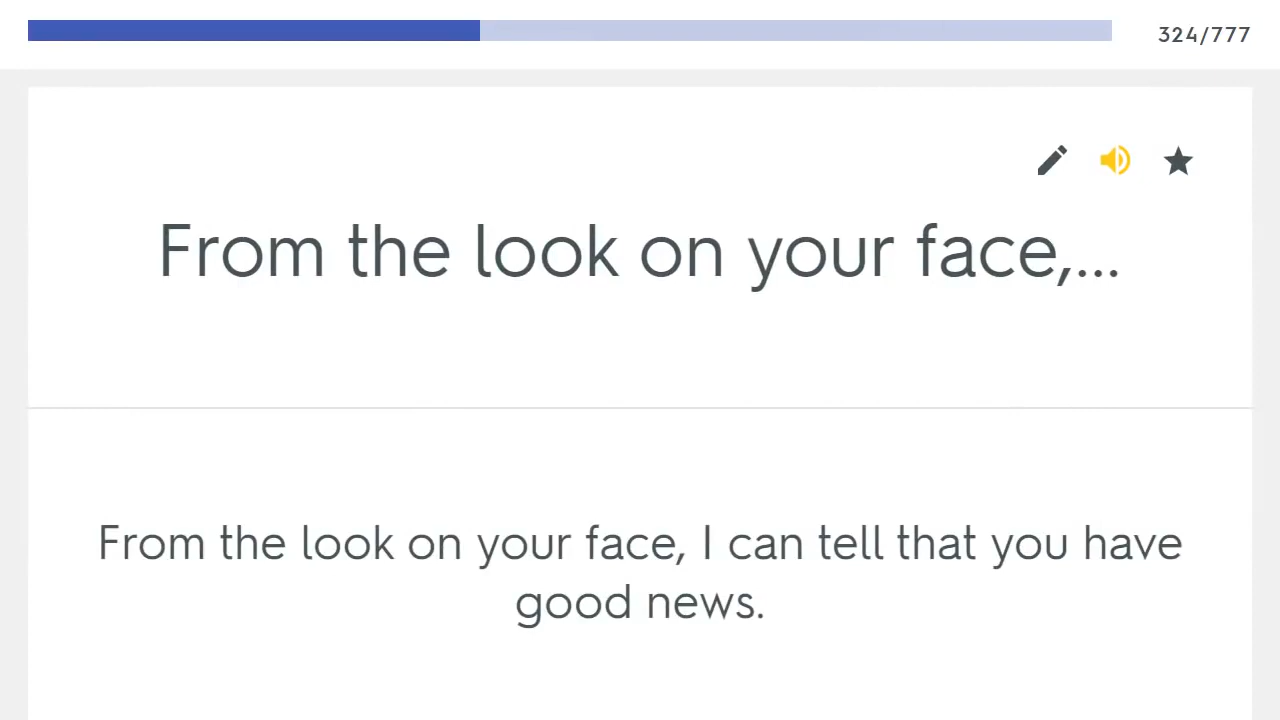 324/777
From the look on your face,...
From the look on your face, I can tell that you have
good news.